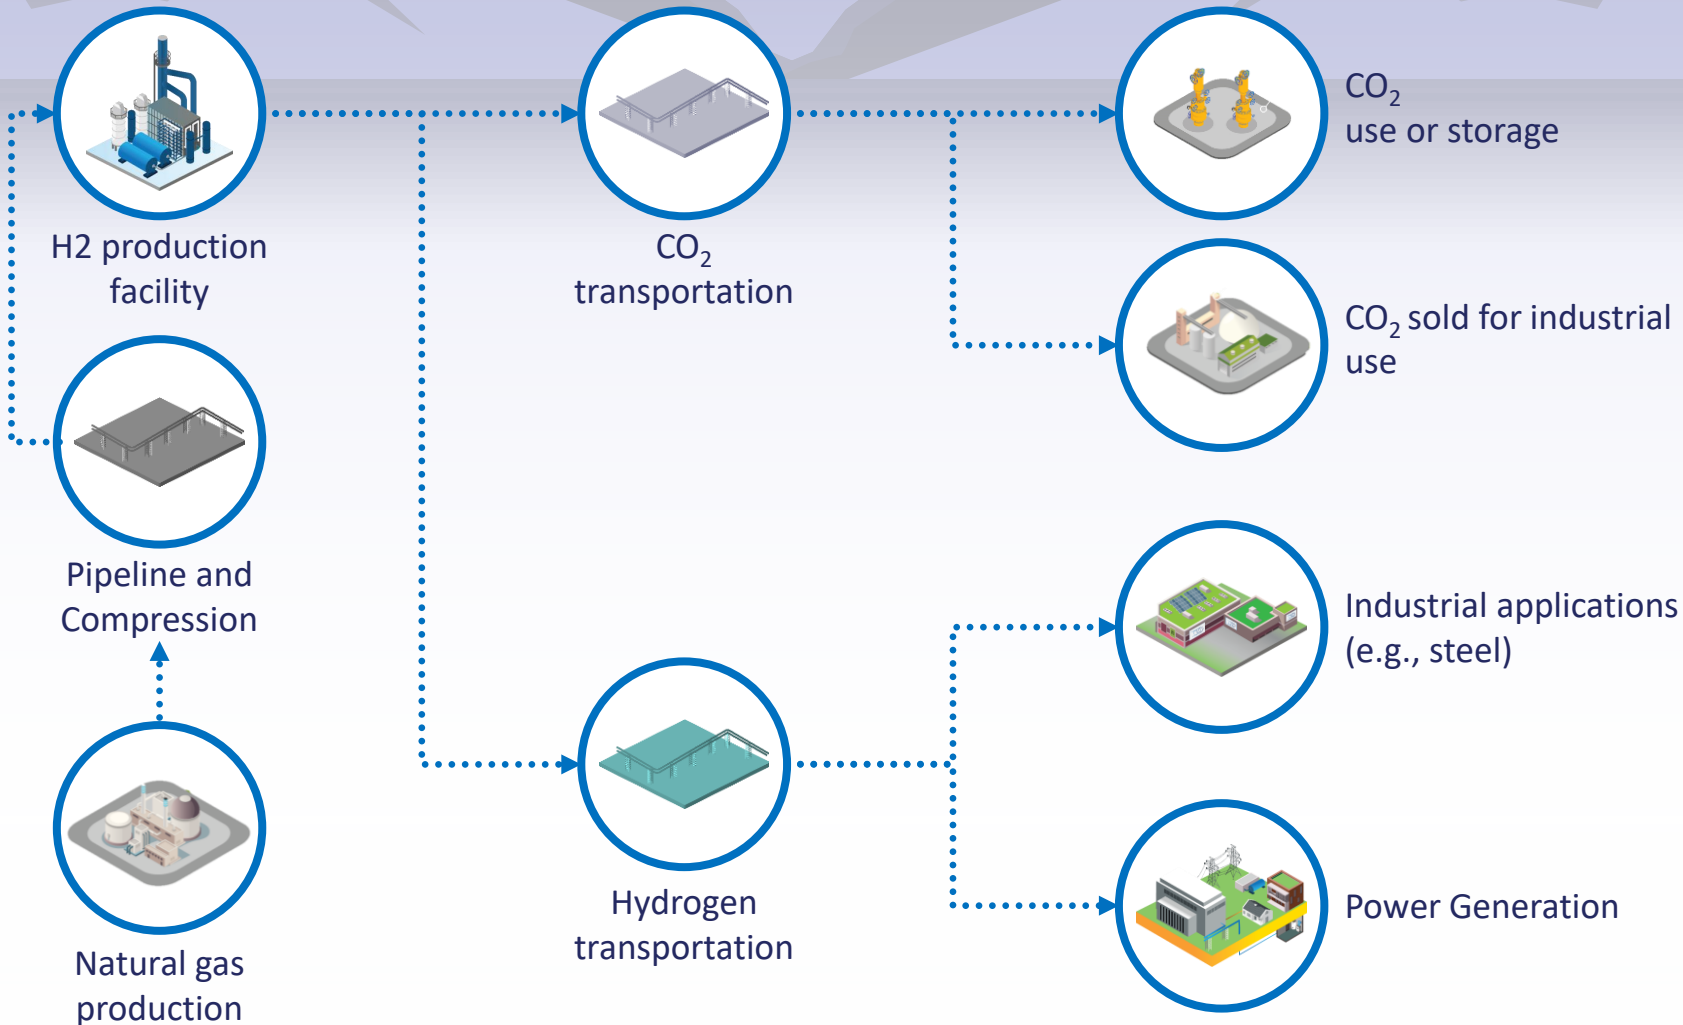 H2 production
facility
CO₂
transportation
CO₂
use or storage
CO₂ sold for industrial
use
Pipeline and
Compression
Industrial applications
(e.g., steel)
Hydrogen
transportation
Power Generation
Natural gas
production